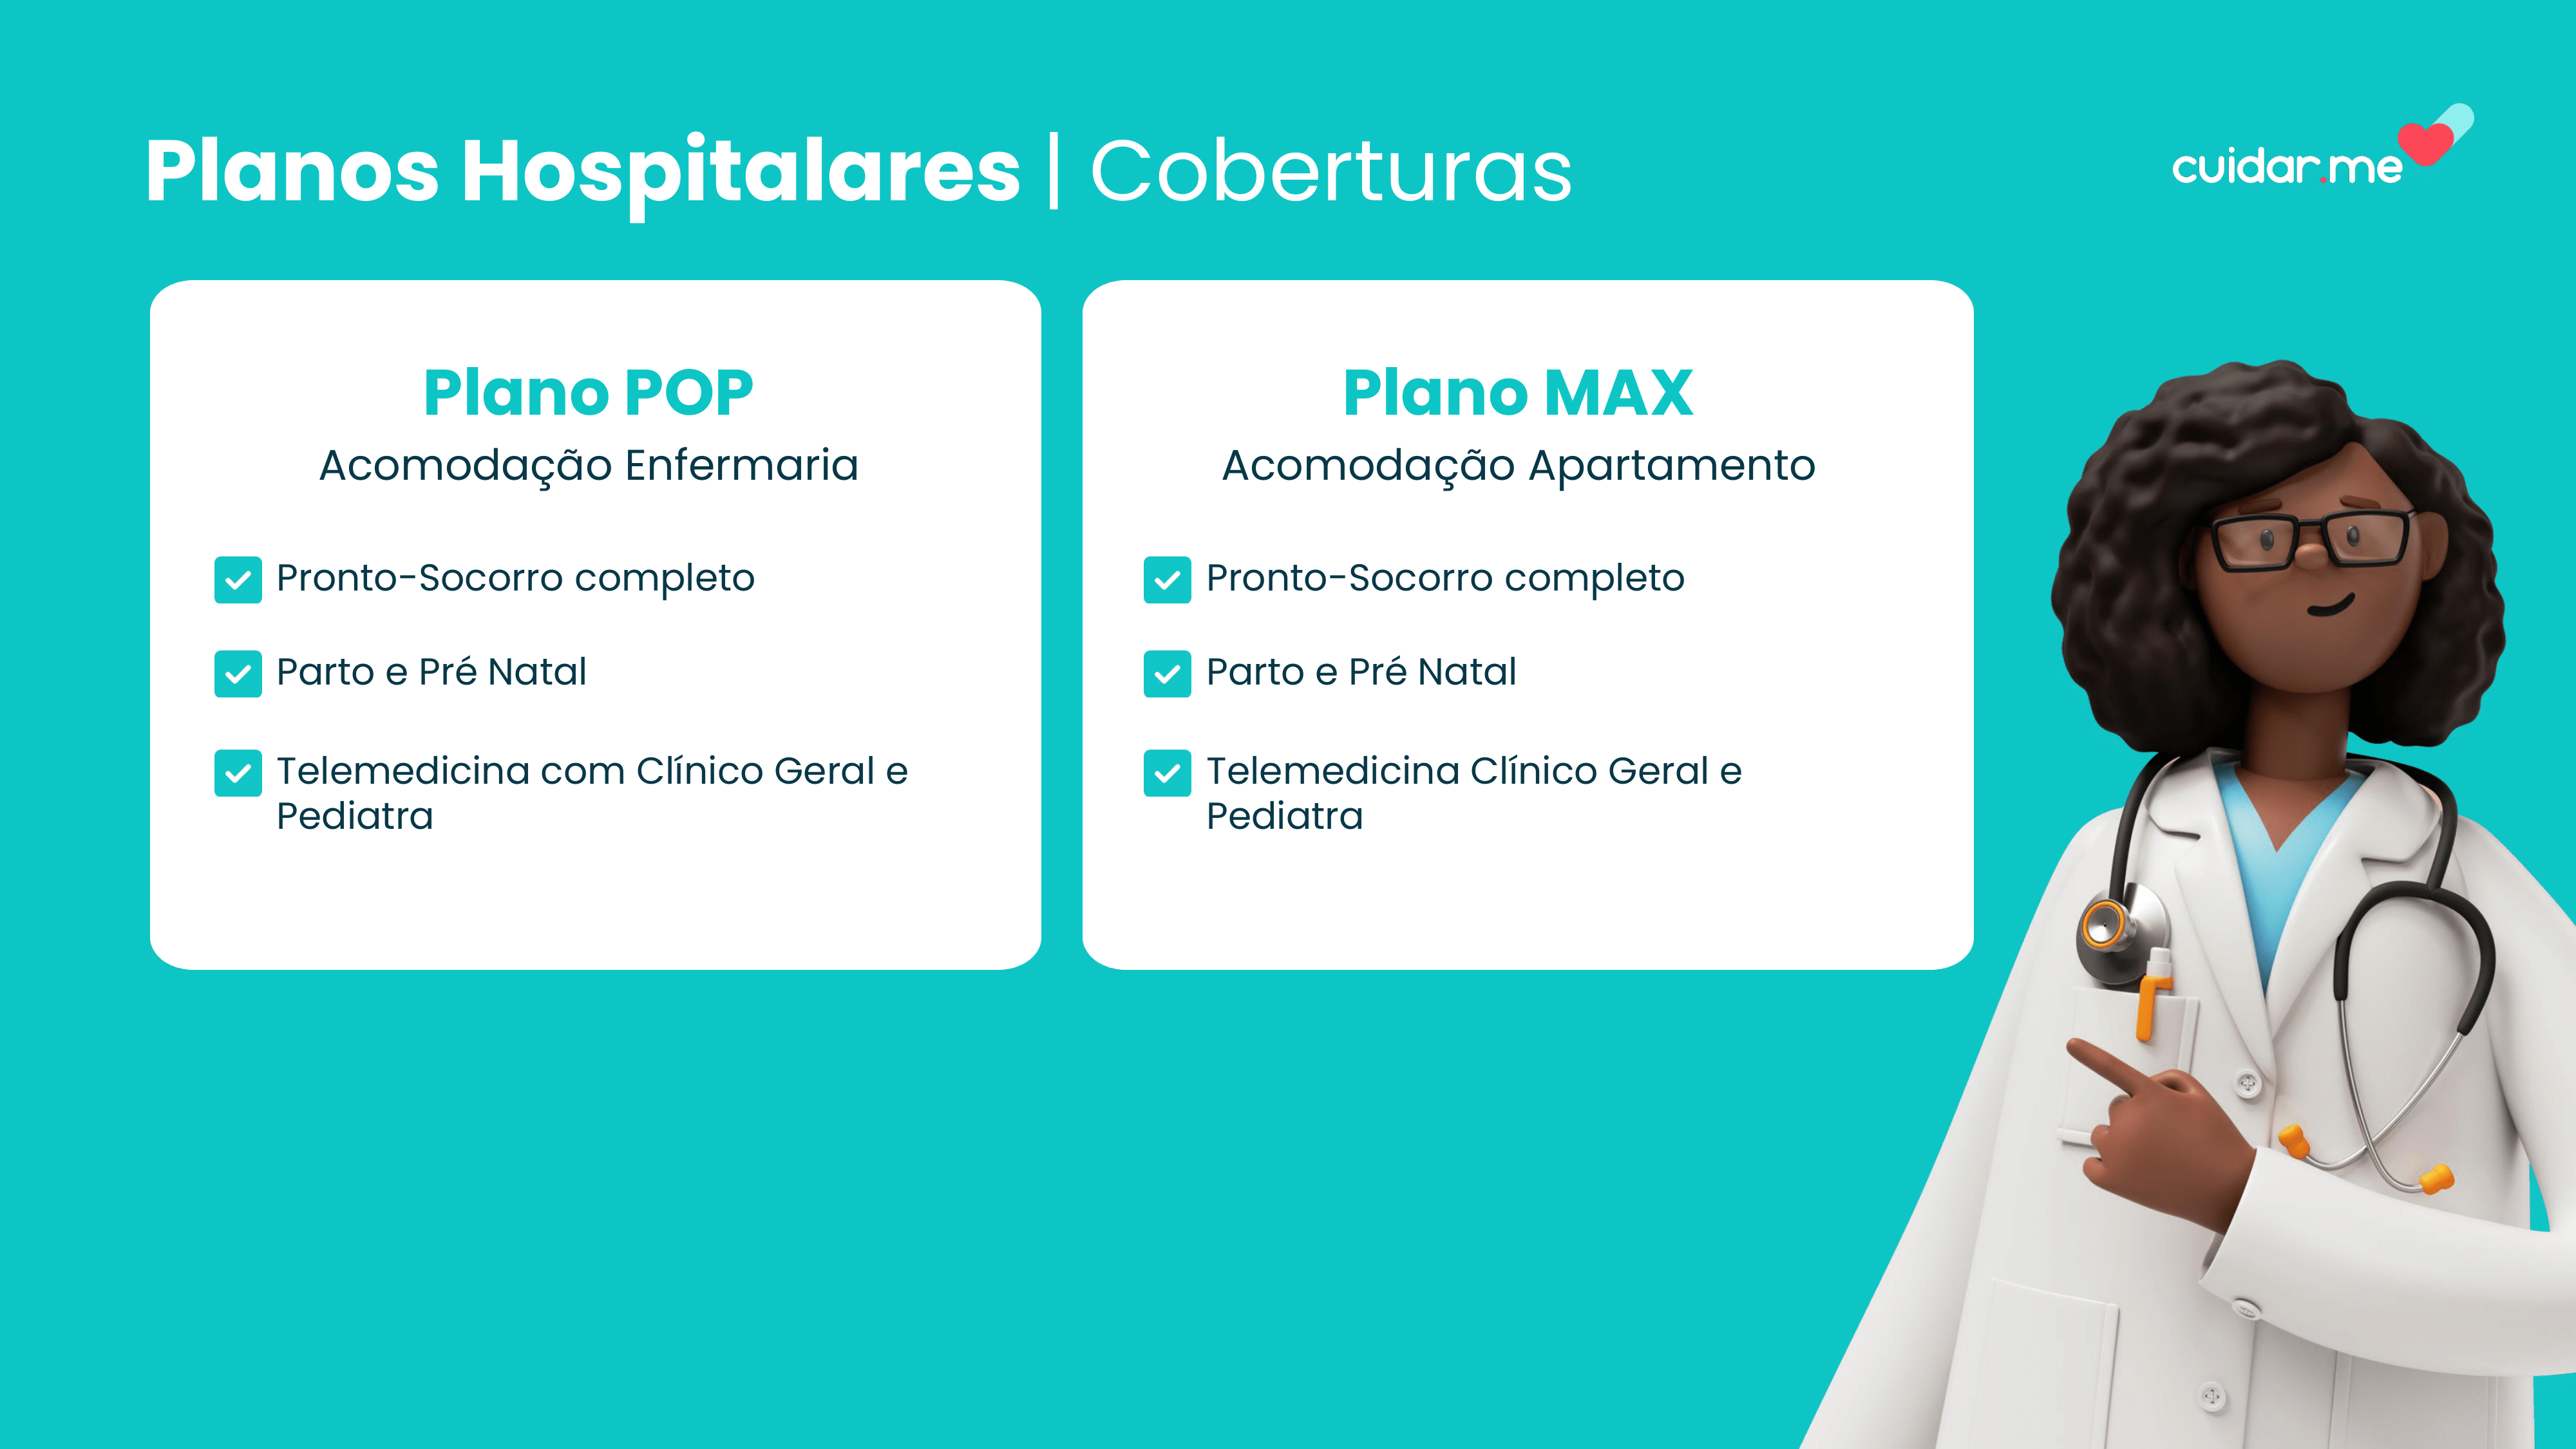 Planos Hospitalares | Coberturas
cuidar.me
Plano POP
Acomodação Enfermaria
Pronto-Socorro completo
Parto e Pré Natal
Telemedicina com Clínico Geral e
Pediatra
Plano MAX
Acomodação Apartamento
Pronto-Socorro completo
Parto e Pré Natal
Telemedicina Clínico Geral e
Pediatra